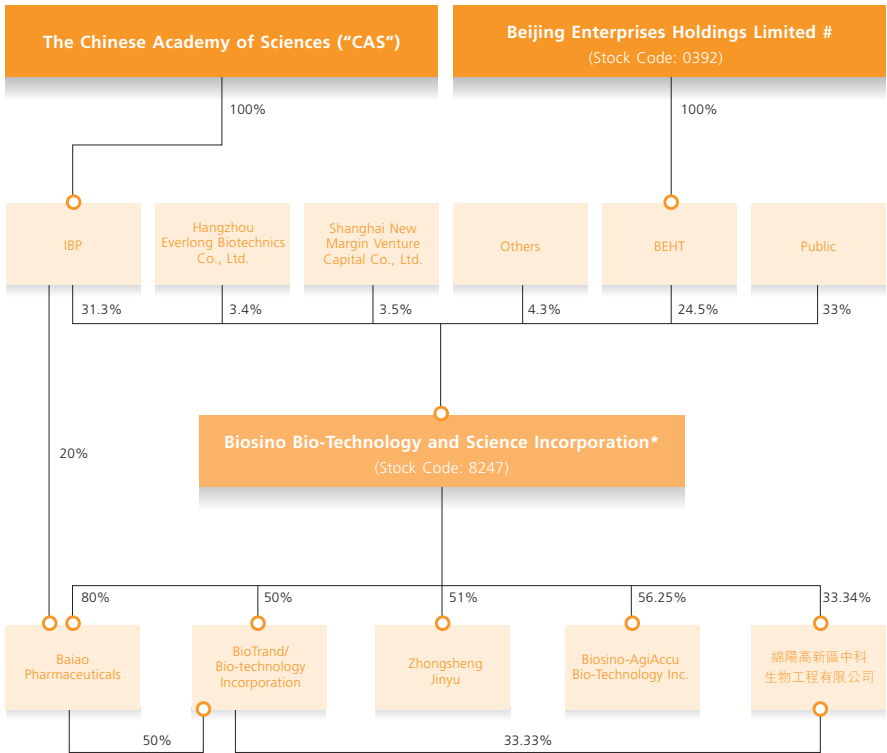 The Chinese Academy of Sciences (“CAS”)
Beijing Enterprises Holdings Limited #
(Stock Code: 0392)
100%
100%
IBP
Hangzhou
Everlong Biotechnics
Co., Ltd.
Shanghai New
Margin Venture
Capital Co., Ltd.
Others
BEHT
Public
31.3%
3.4%
3.5%
4.3%
24.5%
33%
Biosino Bio-Technology and Science Incorporation*
(Stock Code: 8247)
20%
80%
50%
51%
56.25%
33.34%
Baiao
Pharmaceuticals
BioTrand/
Bio-technology
Incorporation
Zhongsheng
Jinyu
Biosino-AgiAccu
Bio-Technology Inc.
綿陽高新區中科
生物工程有限公司
50%
33.33%